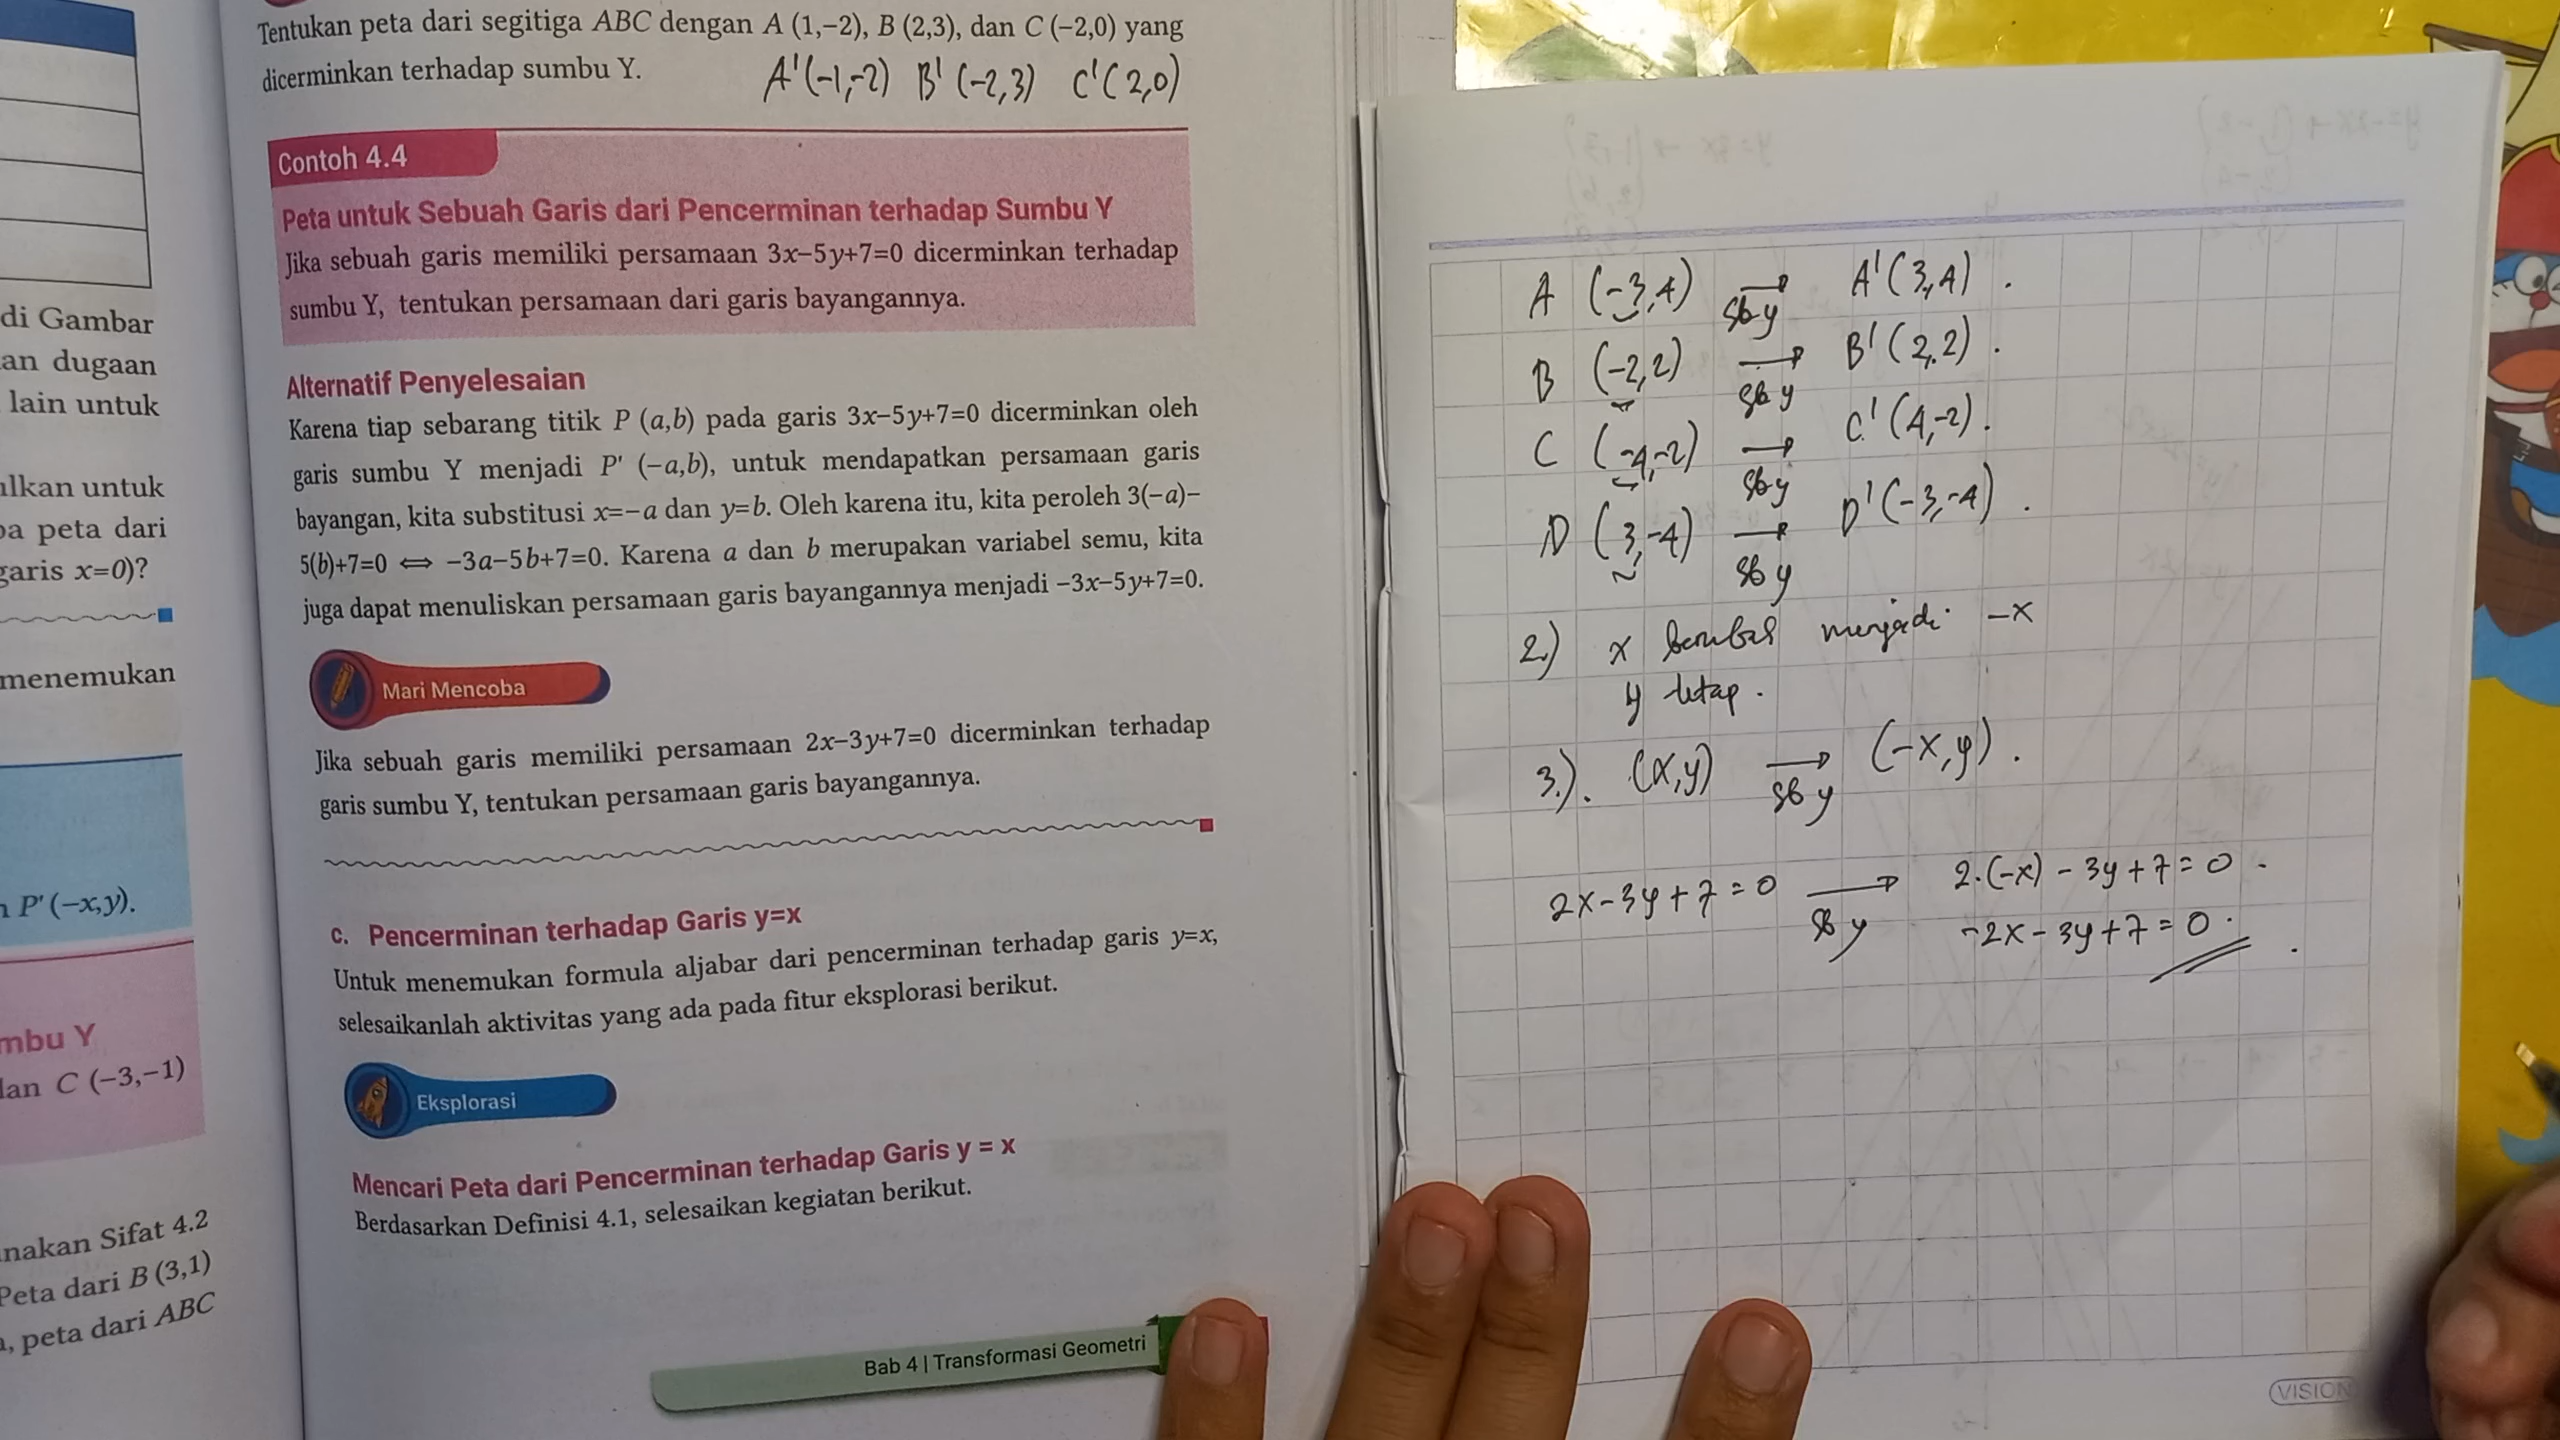 di Gambar
an dugaan
lain untuk
ulkan untuk
pa peta dari
garis x=0)?
menemukan
P' (−x,y).
mbu Y
lan C (−3,−1)
nakan Sifat 4.2
Peta dari B (3,1)
, peta dari ABC
Tentukan peta dari segitiga ABC dengan A (1,−2), B (2,3), dan C (−2,0) yang
dicerminkan terhadap sumbu Y.
A'(-1,-2) B'(-2,3) C'(2,0)
Contoh 4.4
Peta untuk Sebuah Garis dari Pencerminan terhadap Sumbu Y
Jika sebuah garis memiliki persamaan 3x−5y+7=0 dicerminkan terhadap
sumbu Y, tentukan persamaan dari garis bayangannya.
Alternatif Penyelesaian
Karena tiap sebarang titik P (a,b) pada garis 3x−5y+7=0 dicerminkan oleh
garis sumbu Y menjadi P' (−a,b), untuk mendapatkan persamaan garis
bayangan, kita substitusi x=−a dan y=b. Oleh karena itu, kita peroleh 3(−a)−
5(b)+7=0 ⟺ −3a−5b+7=0. Karena a dan b merupakan variabel semu, kita
juga dapat menuliskan persamaan garis bayangannya menjadi −3x−5y+7=0.
Mari Mencoba
Jika sebuah garis memiliki persamaan 2x−3y+7=0 dicerminkan terhadap
garis sumbu Y, tentukan persamaan garis bayangannya.
c. Pencerminan terhadap Garis y=x
Untuk menemukan formula aljabar dari pencerminan terhadap garis y=x,
selesaikanlah aktivitas yang ada pada fitur eksplorasi berikut.
Eksplorasi
Mencari Peta dari Pencerminan terhadap Garis y = x
Berdasarkan Definisi 4.1, selesaikan kegiatan berikut.
Bab 4 | Transformasi Geometri
A (-3,4) → sb y A'(3,4).
B (-2,2) → sb y B'(2,2).
C (-4,-2) → sb y C'(4,-2).
D (3,-4) → sb y D'(-3,-4).
2.) x berubah menjadi -x
y tetap.
3.). (x,y) → sb y (-x,y).
2x-3y+7=0 → sb y 2.(-x)-3y+7=0.
-2x-3y+7=0.
VISION